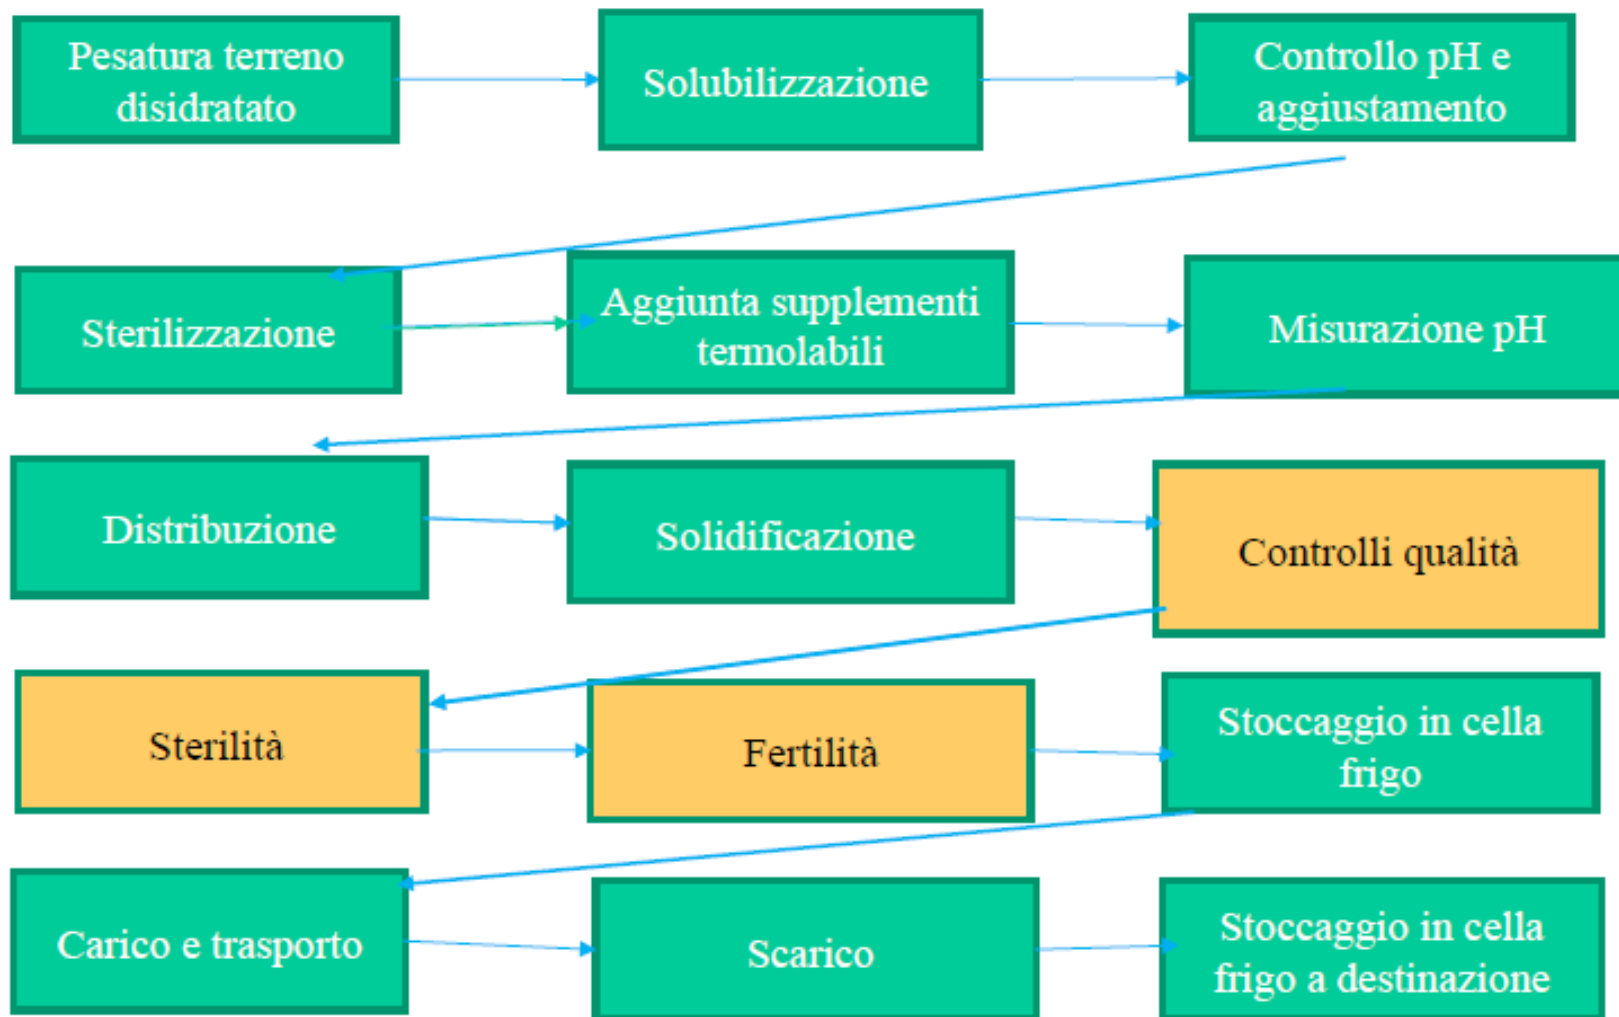 Pesatura terreno
disidratato
Solubilizzazione
Controllo pH e
aggiustamento
Sterilizzazione
Aggiunta supplementi
termolabili
Misurazione pH
Distribuzione
Solidificazione
Controlli qualità
Sterilità
Fertilità
Stoccaggio in cella
frigo
Carico e trasporto
Scarico
Stoccaggio in cella
frigo a destinazione